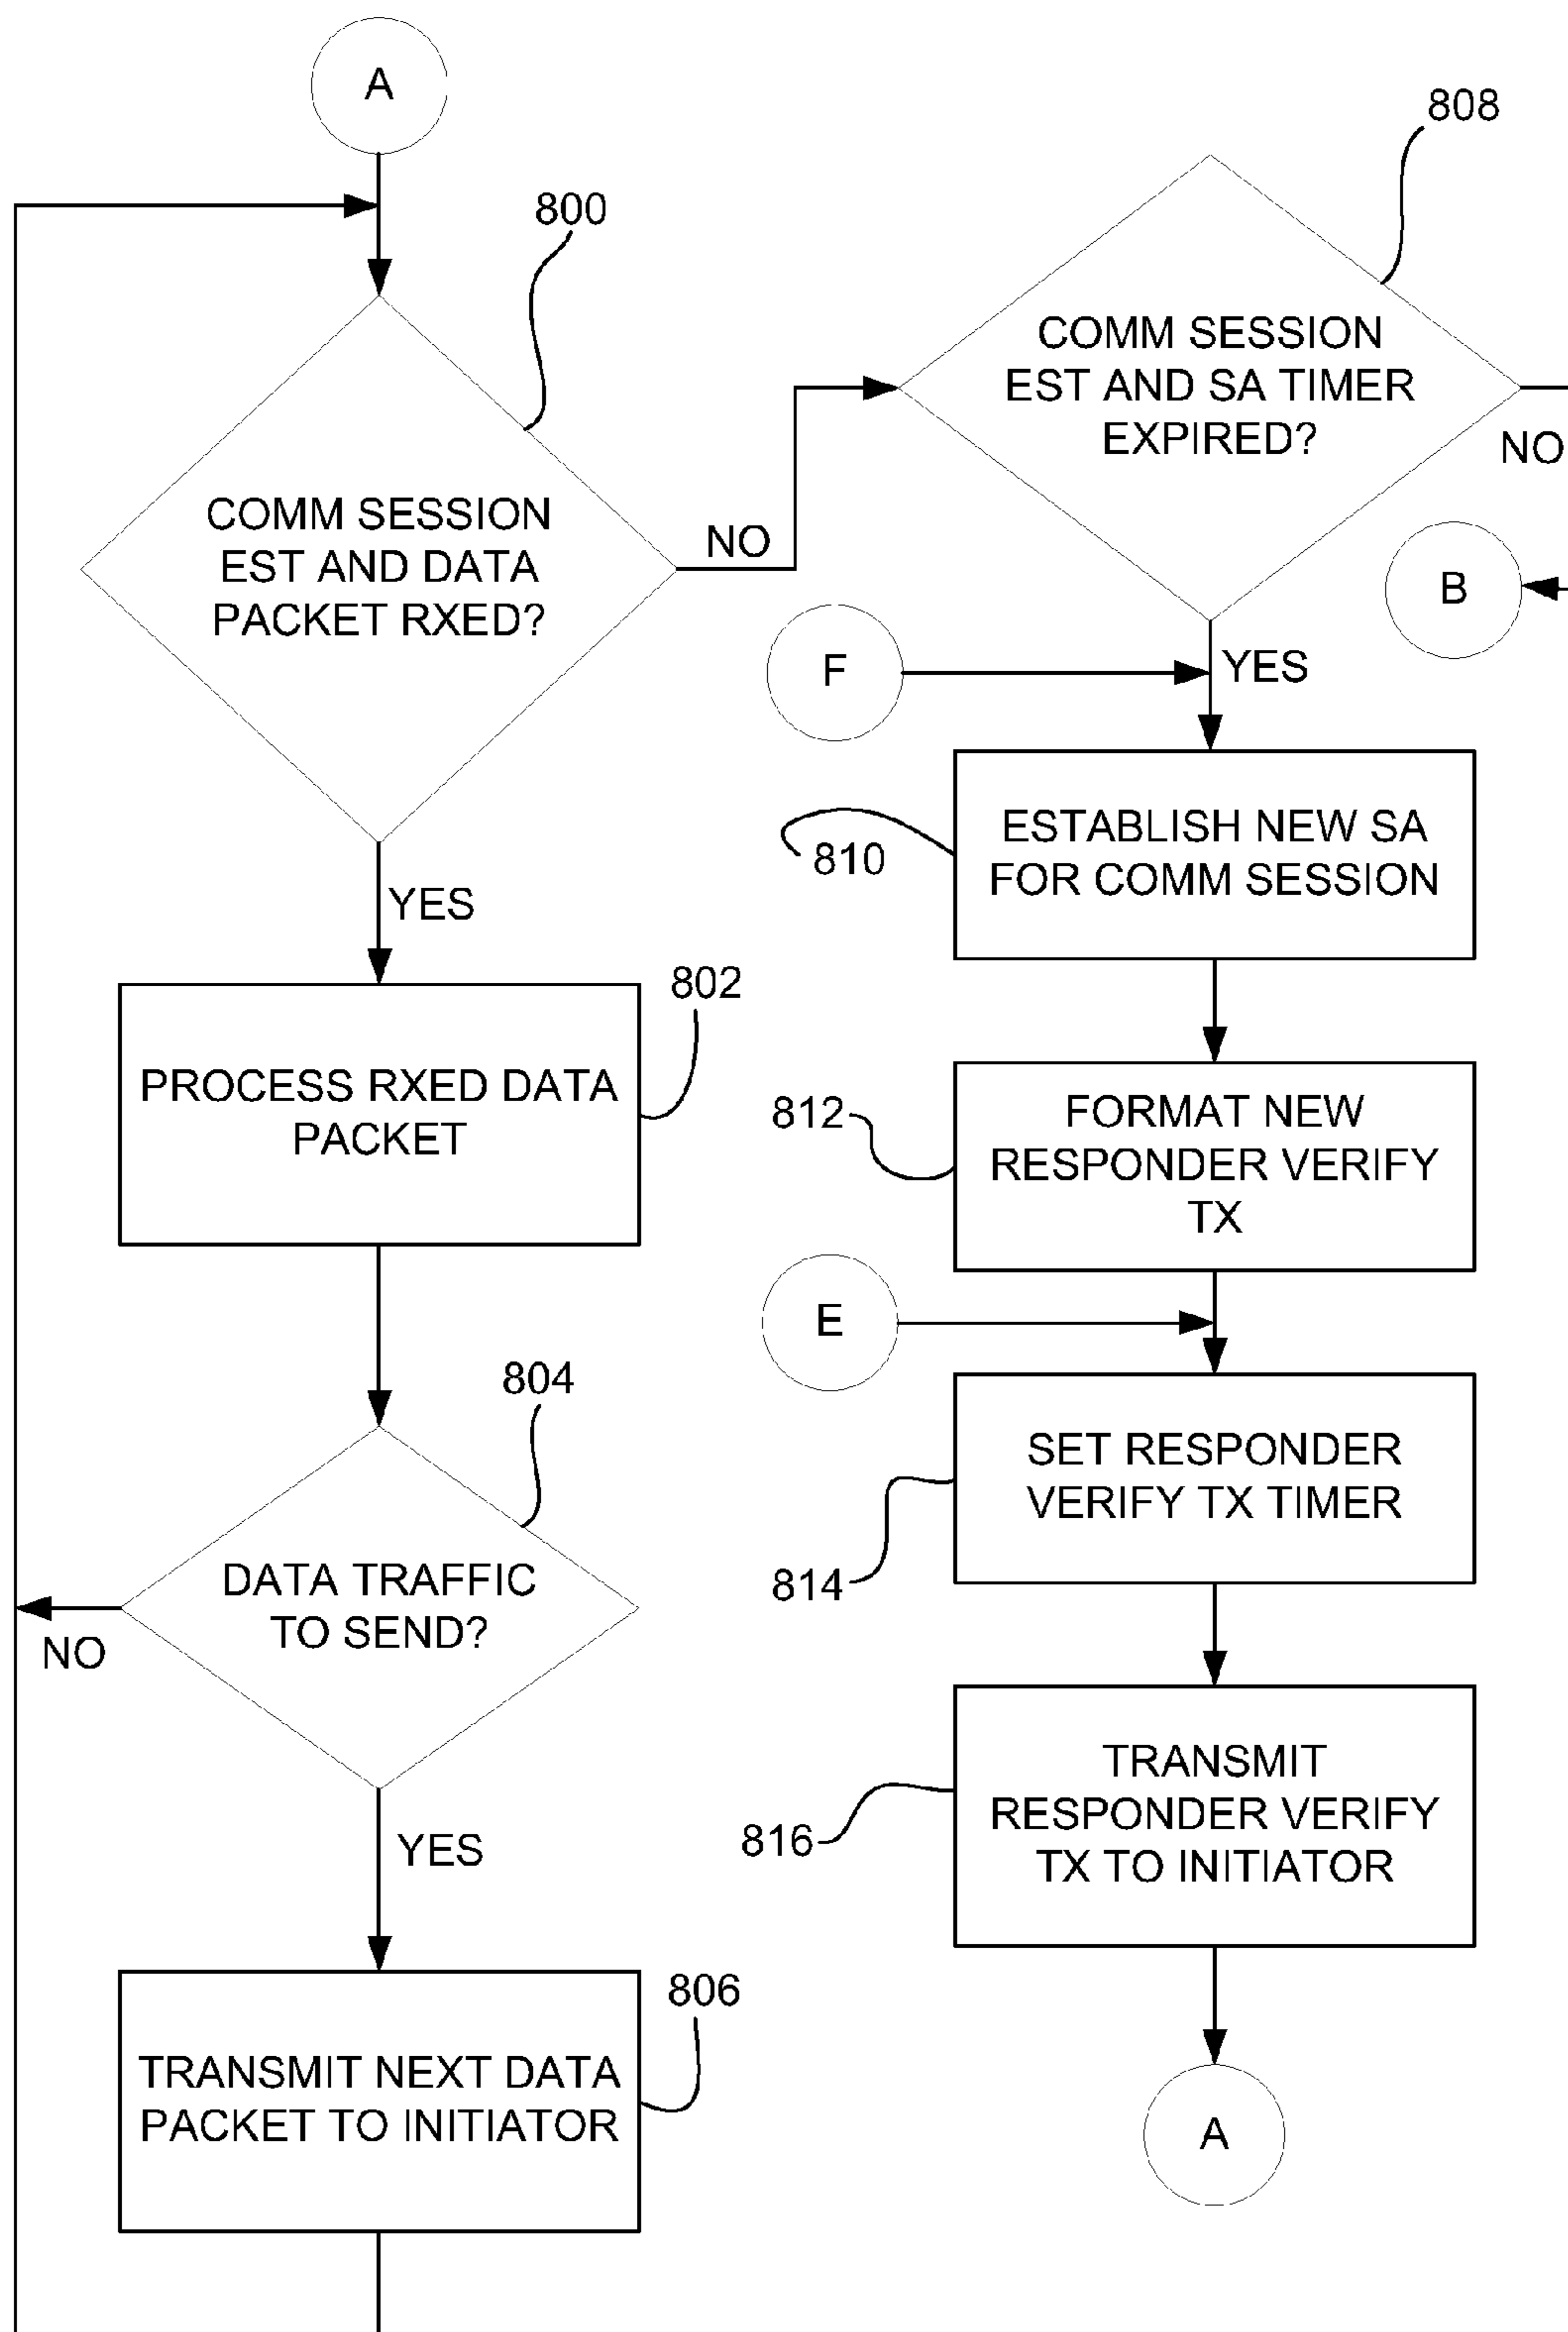 A
800
COMM SESSION
EST AND DATA
PACKET RXED?
NO
YES
802
PROCESS RXED DATA
PACKET
804
DATA TRAFFIC
TO SEND?
NO
YES
806
TRANSMIT NEXT DATA
PACKET TO INITIATOR
808
COMM SESSION
EST AND SA TIMER
EXPIRED?
NO
B
F
YES
810
ESTABLISH NEW SA
FOR COMM SESSION
812
FORMAT NEW
RESPONDER VERIFY
TX
E
814
SET RESPONDER
VERIFY TX TIMER
816
TRANSMIT
RESPONDER VERIFY
TX TO INITIATOR
A